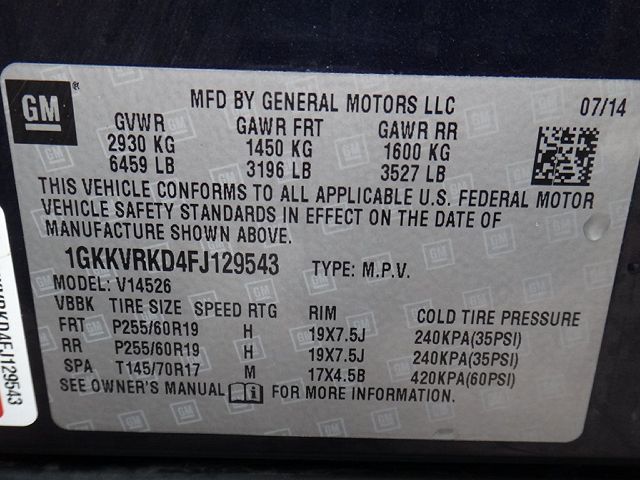 GM
MFD BY GENERAL MOTORS LLC 07/14
GVWR GAWR FRT GAWR RR
2930 KG 1450 KG 1600 KG
6459 LB 3196 LB 3527 LB
THIS VEHICLE CONFORMS TO ALL APPLICABLE U.S. FEDERAL MOTOR
VEHICLE SAFETY STANDARDS IN EFFECT ON THE DATE OF
MANUFACTURE SHOWN ABOVE.
1GKKVRKD4FJ129543 TYPE: M.P.V.
MODEL: V14526
VBBK TIRE SIZE SPEED RTG RIM COLD TIRE PRESSURE
FRT P255/60R19 H 19X7.5J 240KPA(35PSI)
RR P255/60R19 H 19X7.5J 240KPA(35PSI)
SPA T145/70R17 M 17X4.5B 420KPA(60PSI)
SEE OWNER'S MANUAL i FOR MORE INFORMATION.